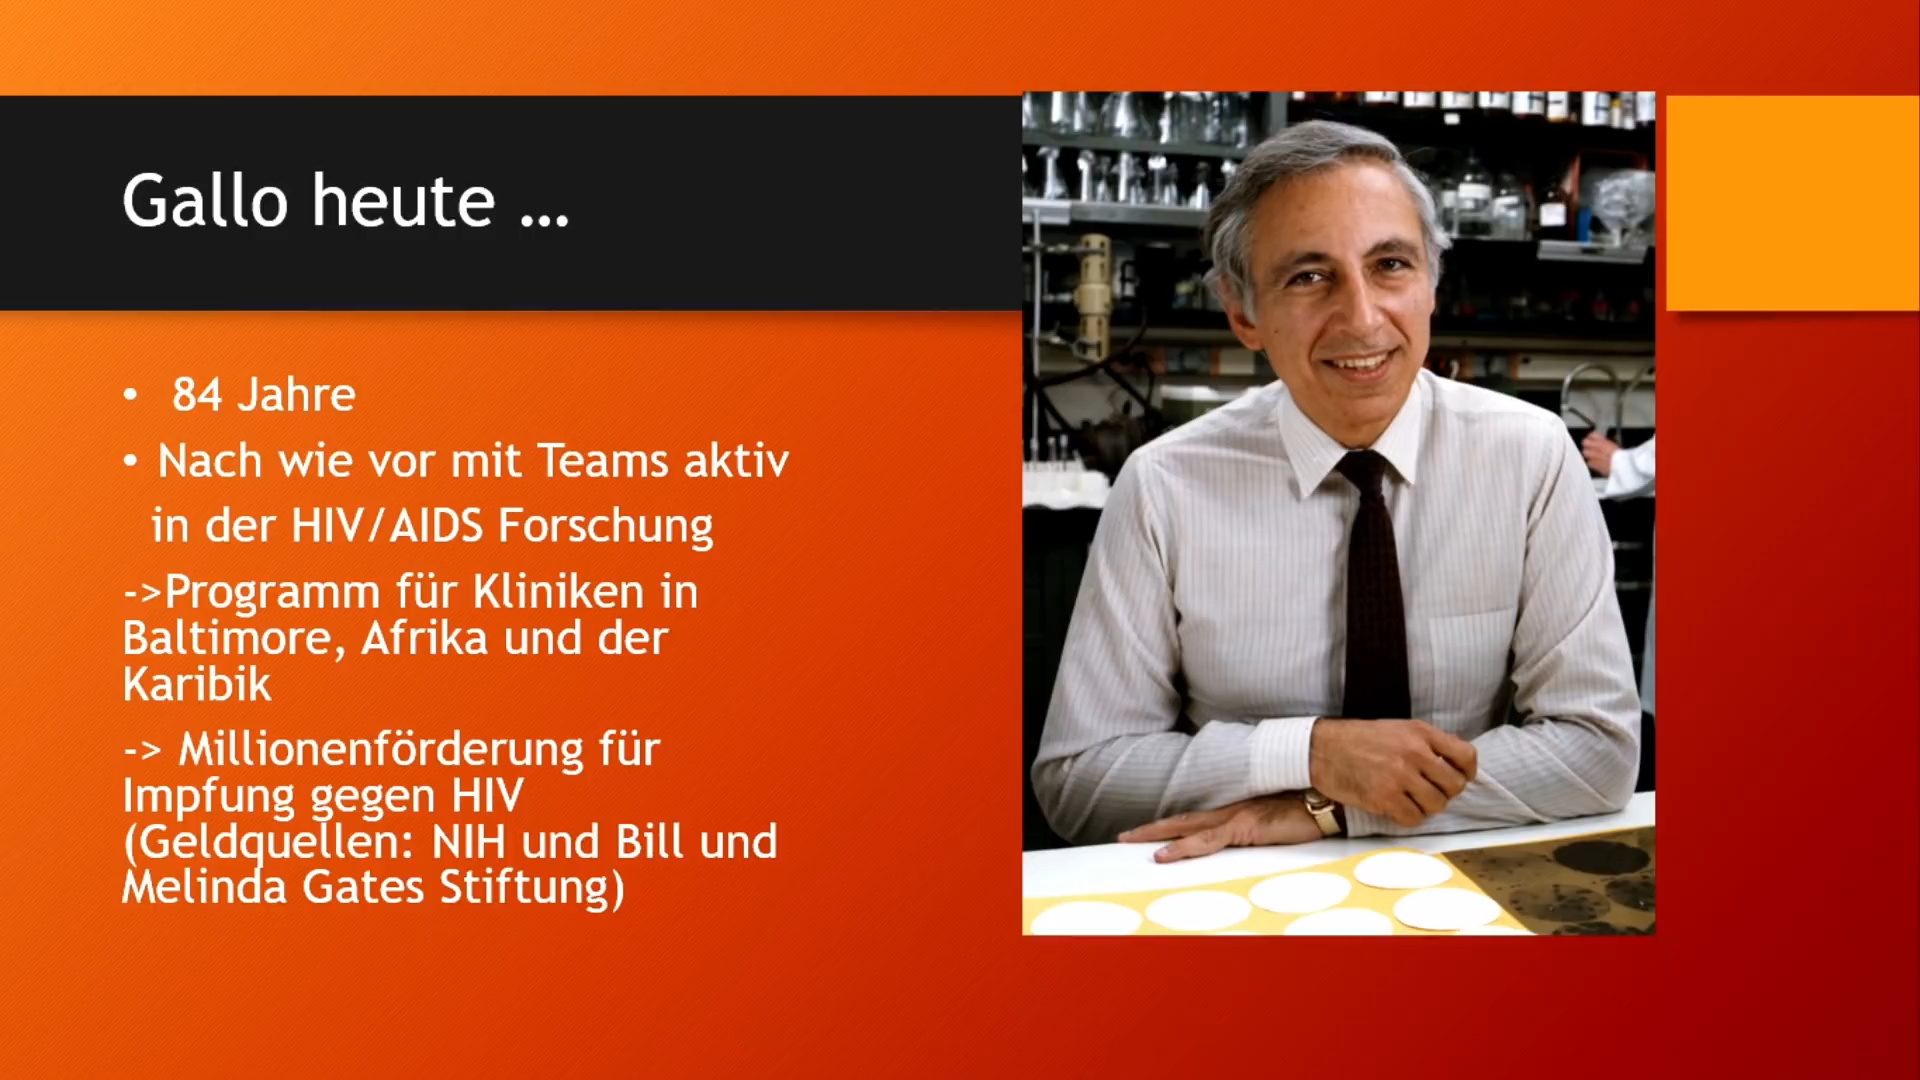 Gallo heute ...
• 84 Jahre
• Nach wie vor mit Teams aktiv
in der HIV/AIDS Forschung
->Programm für Kliniken in
Baltimore, Afrika und der
Karibik
-> Millionenförderung für
Impfung gegen HIV
(Geldquellen: NIH und Bill und
Melinda Gates Stiftung)